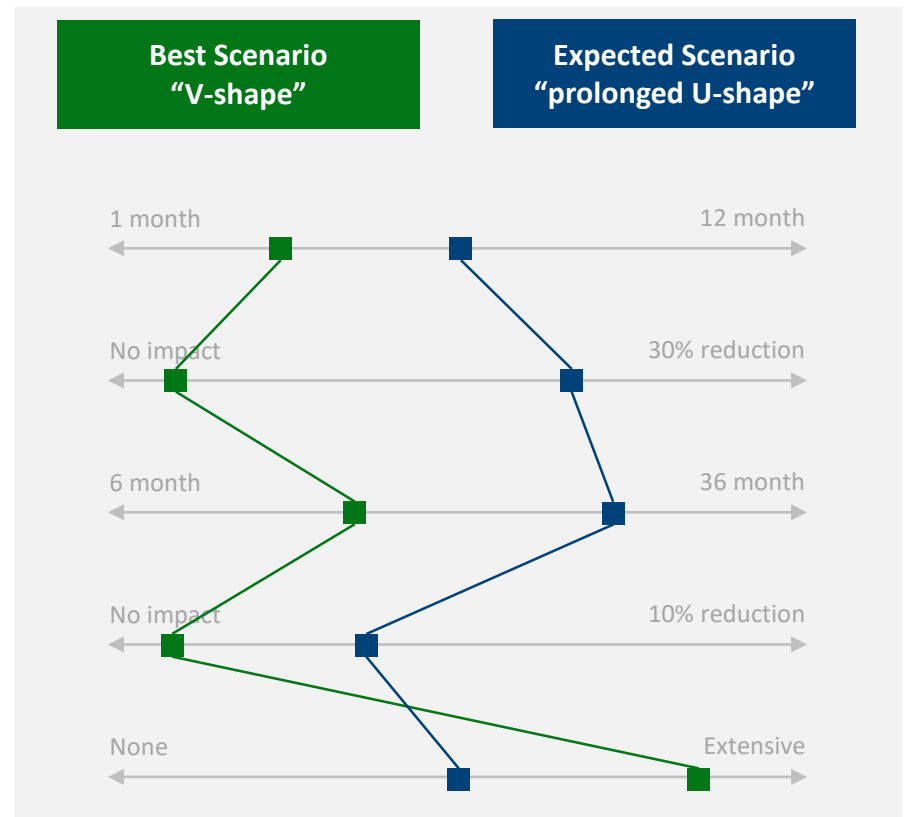 Best Scenario
“V-shape”
Expected Scenario
“prolonged U-shape”
1 month
12 month
No impact
30% reduction
6 month
36 month
No impact
10% reduction
None
Extensive